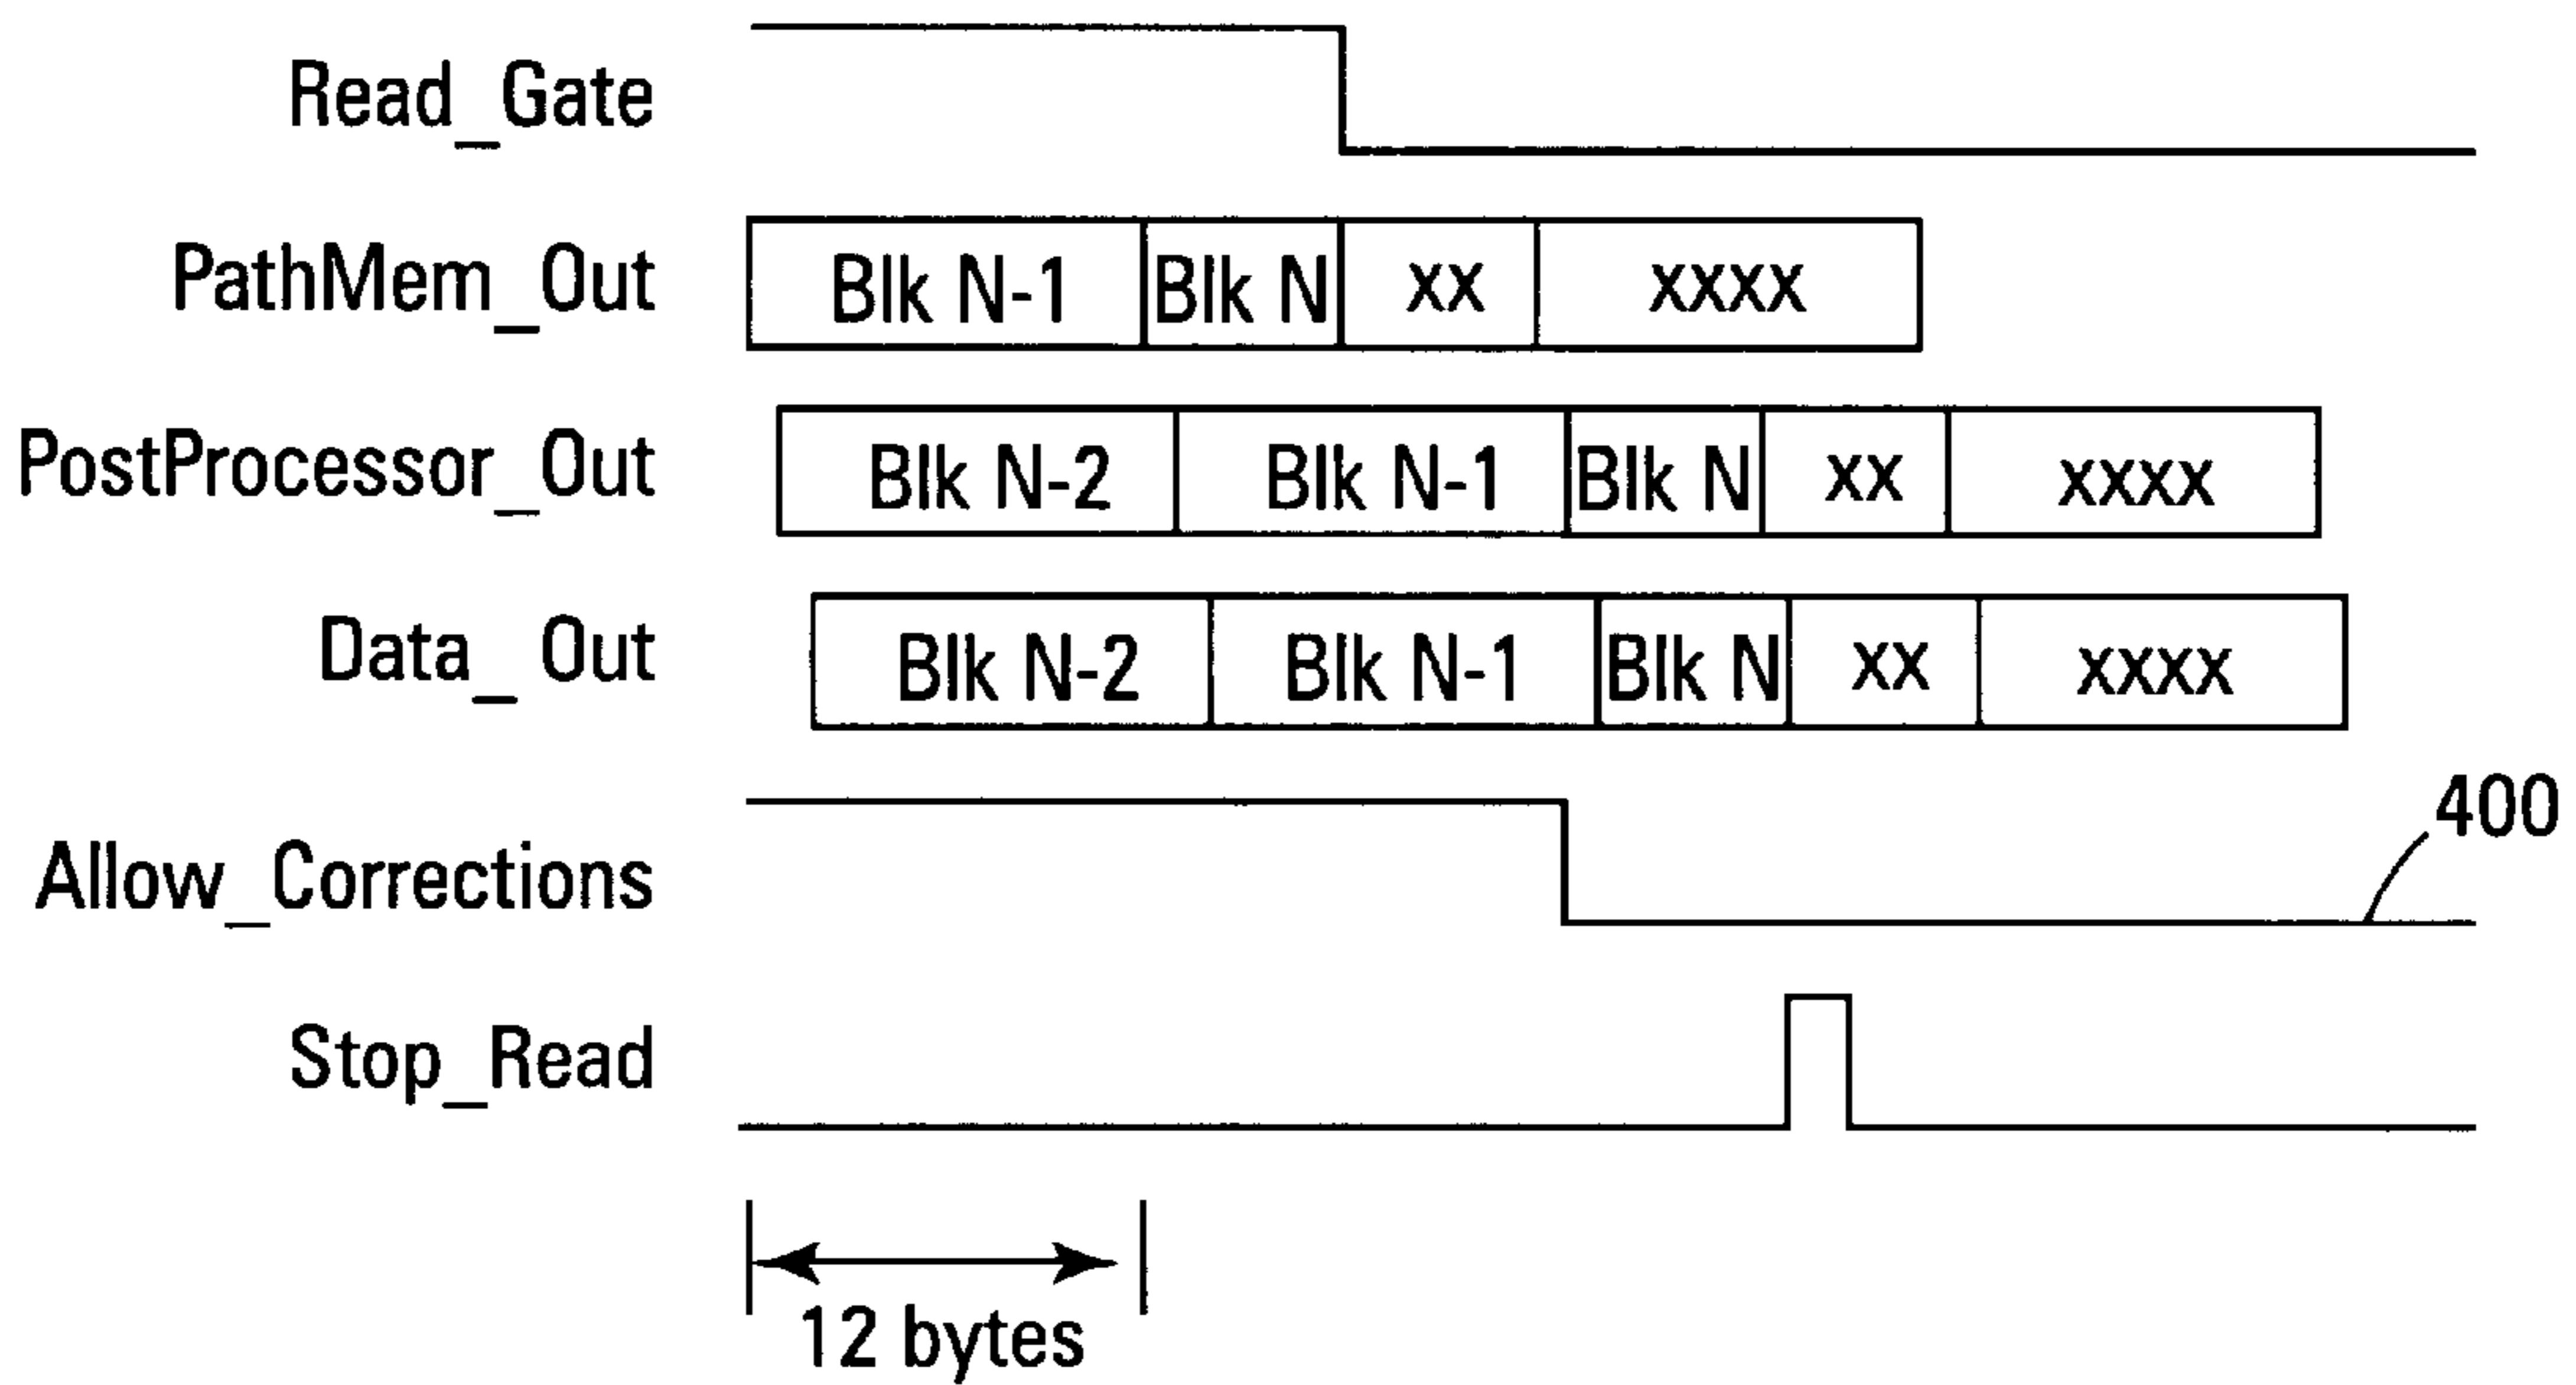 Read_Gate
PathMem_Out Blk N-1 Blk N xx xxxx
PostProcessor_Out Blk N-2 Blk N-1 Blk N xx xxxx
Data_ Out Blk N-2 Blk N-1 Blk N xx xxxx
400
Allow_Corrections
Stop_Read
12 bytes